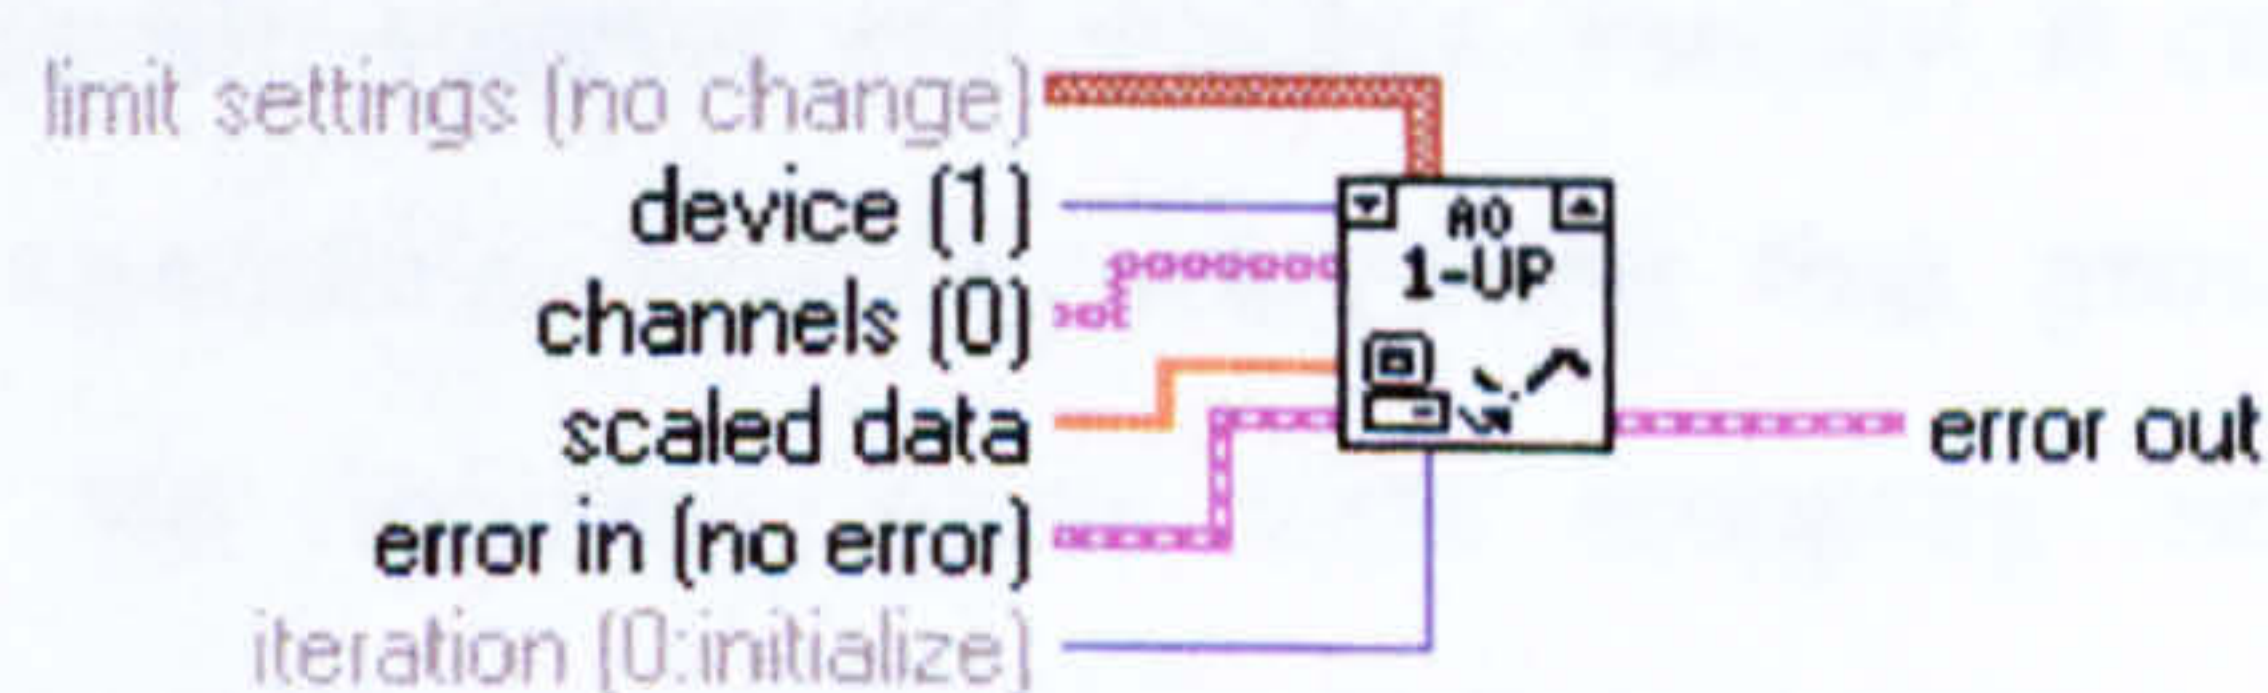 limit settings (no change)
device (1)
AO
1-UP
channels (0)
scaled data
error in (no error)
error out
iteration (0:initialize)